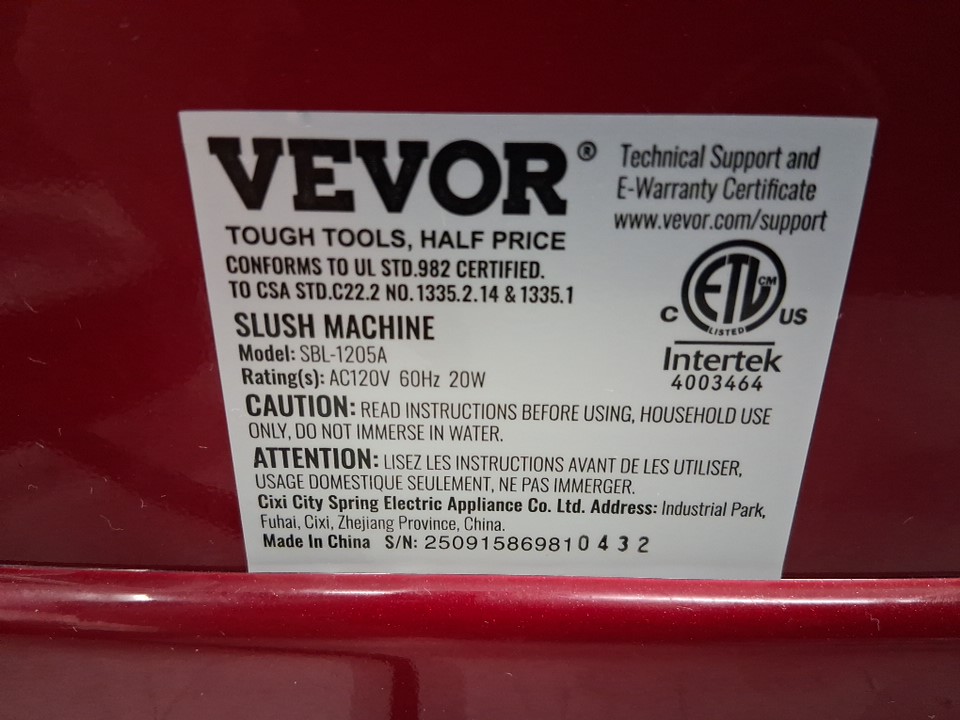 VEVOR®
TOUGH TOOLS, HALF PRICE
CONFORMS TO UL STD.982 CERTIFIED.
TO CSA STD.C22.2 NO.1335.2.14 & 1335.1
Technical Support and
E-Warranty Certificate
www.vevor.com/support
ETL CM
LISTED
C US
Intertek
4003464
SLUSH MACHINE
Model: SBL-1205A
Rating(s): AC120V 60Hz 20W
CAUTION: READ INSTRUCTIONS BEFORE USING, HOUSEHOLD USE
ONLY, DO NOT IMMERSE IN WATER.
ATTENTION: LISEZ LES INSTRUCTIONS AVANT DE LES UTILISER,
USAGE DOMESTIQUE SEULEMENT, NE PAS IMMERGER.
Cixi City Spring Electric Appliance Co. Ltd. Address: Industrial Park,
Fuhai, Cixi, Zhejiang Province, China.
Made In China S/N: 25091586981 0432